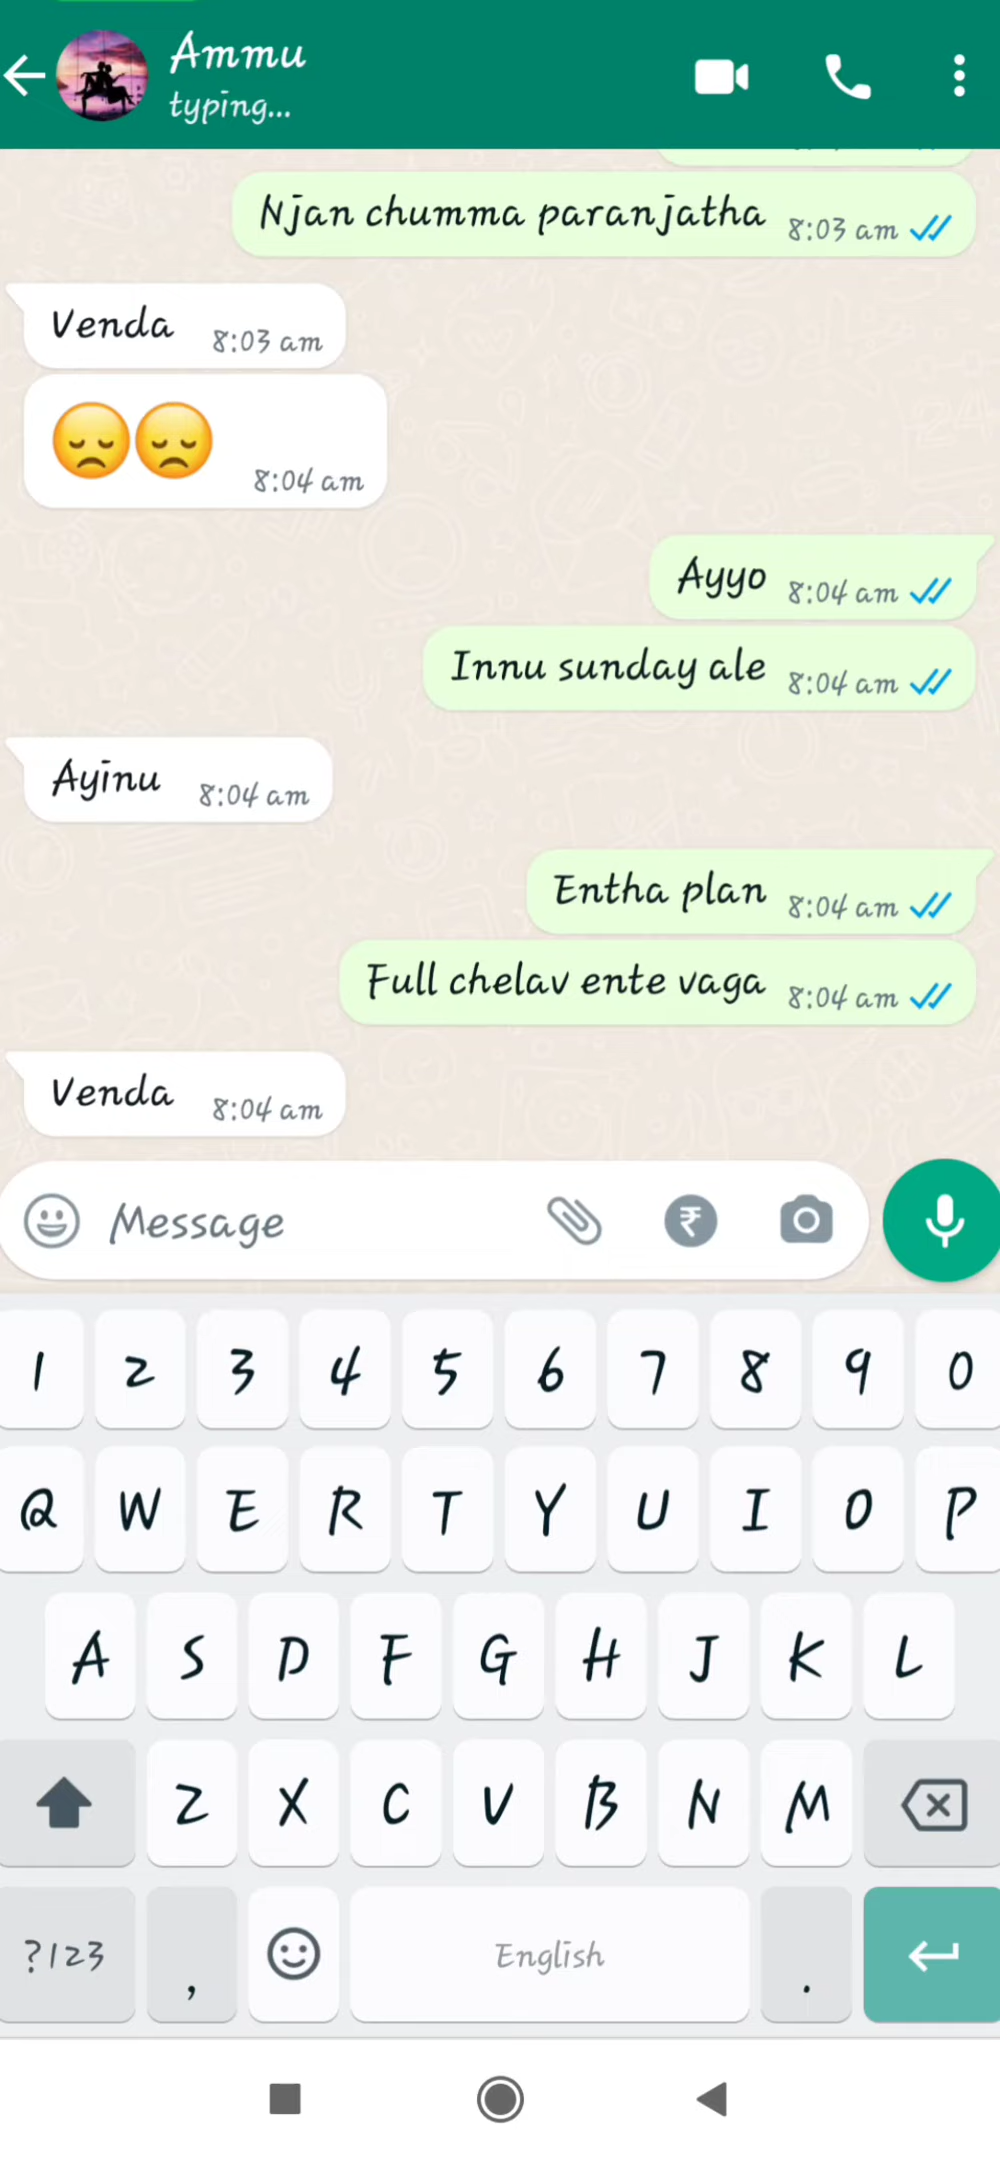 Ammu
typing...
Njan chumma paranjatha 8:03 am
Venda 8:03 am
8:04 am
Ayyo 8:04 am
Innu sunday ale 8:04 am
Ayinu 8:04 am
Entha plan 8:04 am
Full chelav ente vaga 8:04 am
Venda 8:04 am
Message
1 2 3 4 5 6 7 8 9 0
Q W E R T Y U I O P
A S D F G H J K L
Z X C V B N M
?123 , English .